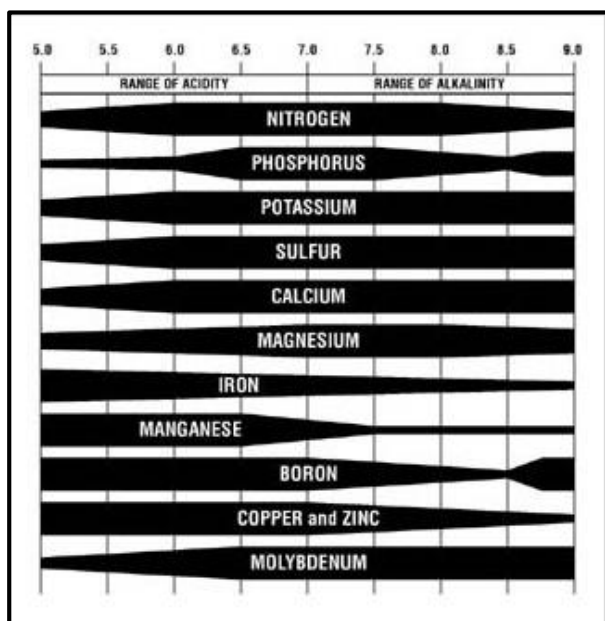 5.0 5.5 6.0 6.5 7.0 7.5 8.0 8.5 9.0
RANGE OF ACIDITY RANGE OF ALKALINITY
NITROGEN
PHOSPHORUS
POTASSIUM
SULFUR
CALCIUM
MAGNESIUM
IRON
MANGANESE
BORON
COPPER and ZINC
MOLYBDENUM